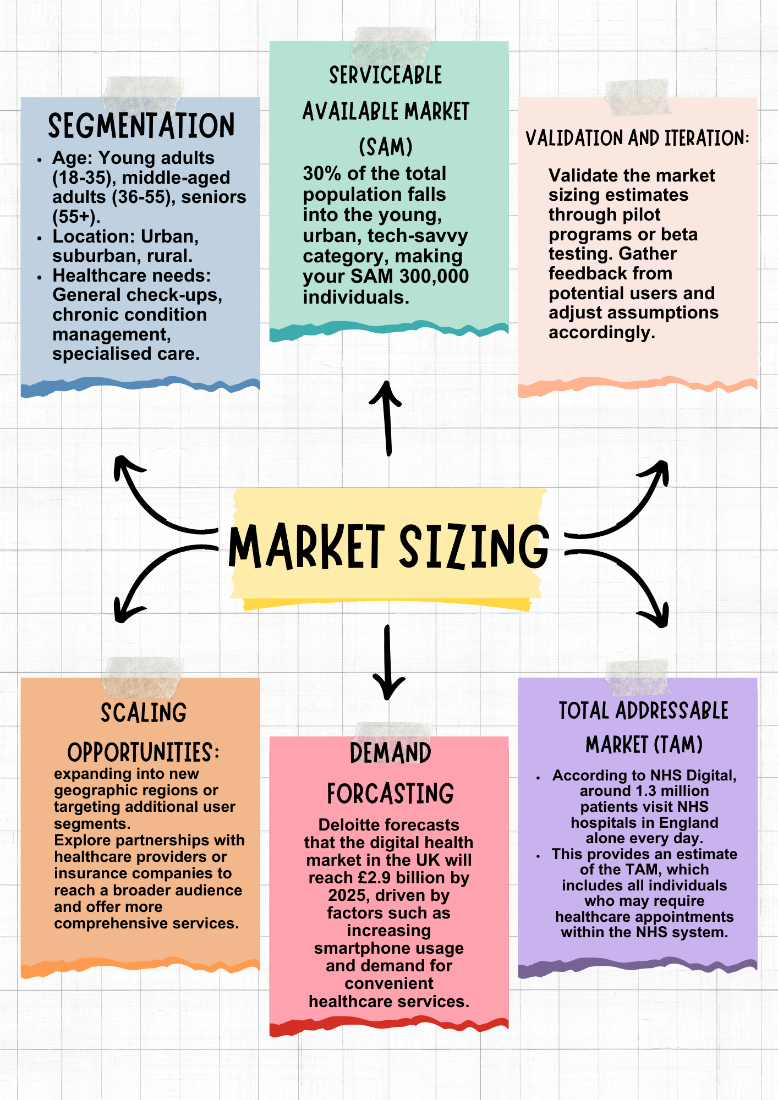 SEGMENTATION
• Age: Young adults
(18-35), middle-aged
adults (36-55), seniors
(55+).
• Location: Urban,
suburban, rural.
• Healthcare needs:
General check-ups,
chronic condition
management,
specialised care.
SERVICEABLE
AVAILABLE MARKET
(SAM)
30% of the total
population falls
into the young,
urban, tech-savvy
category, making
your SAM 300,000
individuals.
VALIDATION AND ITERATION:
Validate the market
sizing estimates
through pilot
programs or beta
testing. Gather
feedback from
potential users and
adjust assumptions
accordingly.
MARKET SIZING
SCALING
OPPORTUNITIES:
expanding into new
geographic regions or
targeting additional user
segments.
Explore partnerships with
healthcare providers or
insurance companies to
reach a broader audience
and offer more
comprehensive services.
DEMAND
FORCASTING
Deloitte forecasts
that the digital health
market in the UK will
reach £2.9 billion by
2025, driven by
factors such as
increasing
smartphone usage
and demand for
convenient
healthcare services.
TOTAL ADDRESSABLE
MARKET (TAM)
• According to NHS Digital,
around 1.3 million
patients visit NHS
hospitals in England
alone every day.
• This provides an estimate
of the TAM, which
includes all individuals
who may require
healthcare appointments
within the NHS system.